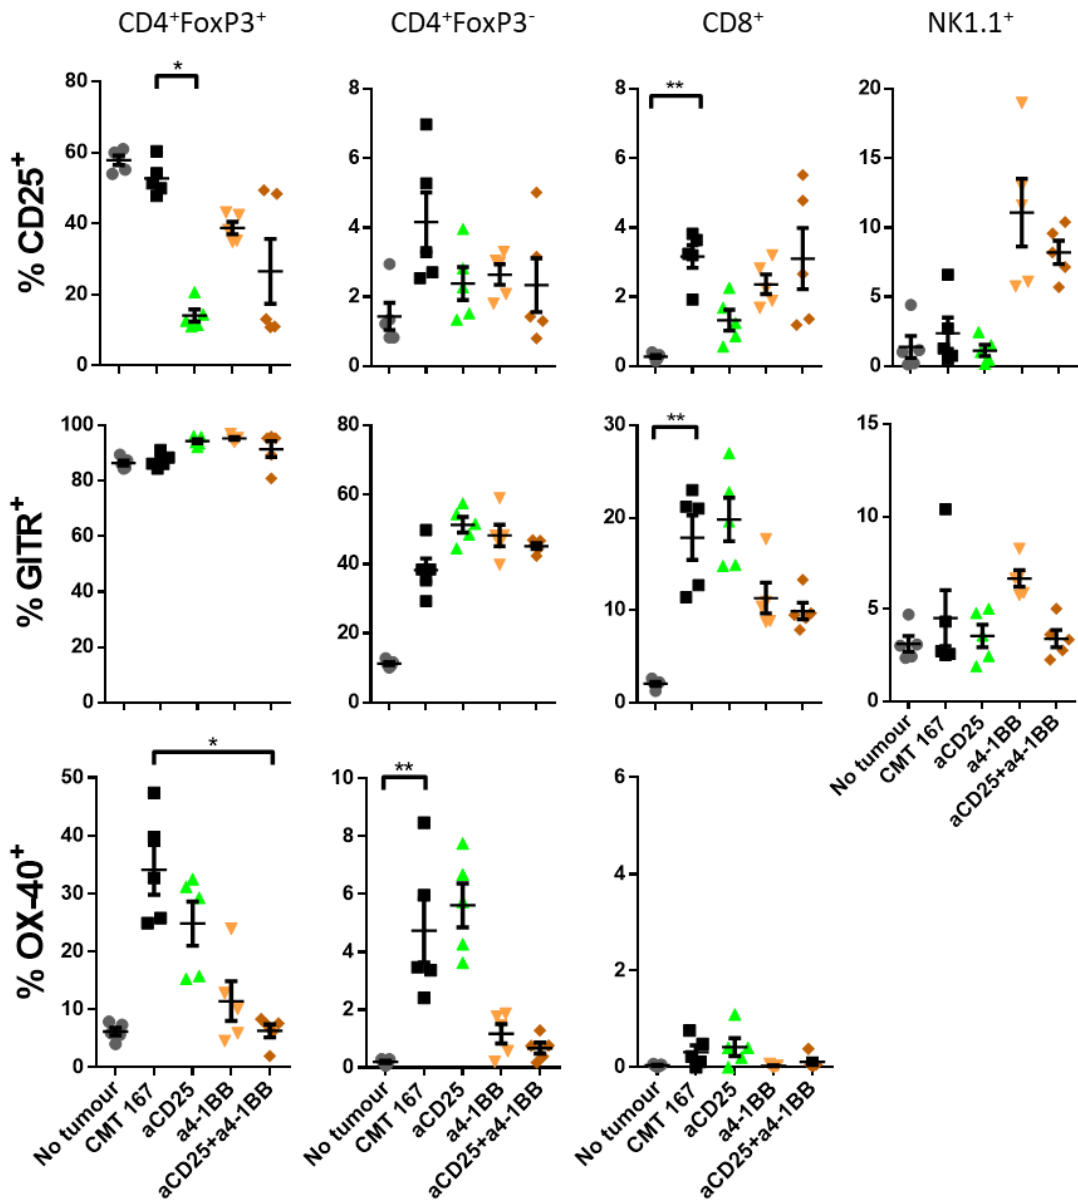 CD4⁺FoxP3⁺ CD4⁺FoxP3⁻ CD8⁺ NK1.1⁺
% CD25⁺
80
60
40
20
0
*
8
6
4
2
0
8
6
4
2
0
**
20
15
10
5
0
% GITR⁺
100
80
60
40
20
0
80
60
40
20
0
30
20
10
0
**
15
10
5
0
No tumour
CMT 167
aCD25
a4-1BB
aCD25+a4-1BB
% OX-40⁺
50
40
30
20
10
0
*
No tumour
CMT 167
aCD25
a4-1BB
aCD25+a4-1BB
10
8
6
4
2
0
**
No tumour
CMT 167
aCD25
a4-1BB
aCD25+a4-1BB
6
4
2
0
No tumour
CMT 167
aCD25
a4-1BB
aCD25+a4-1BB